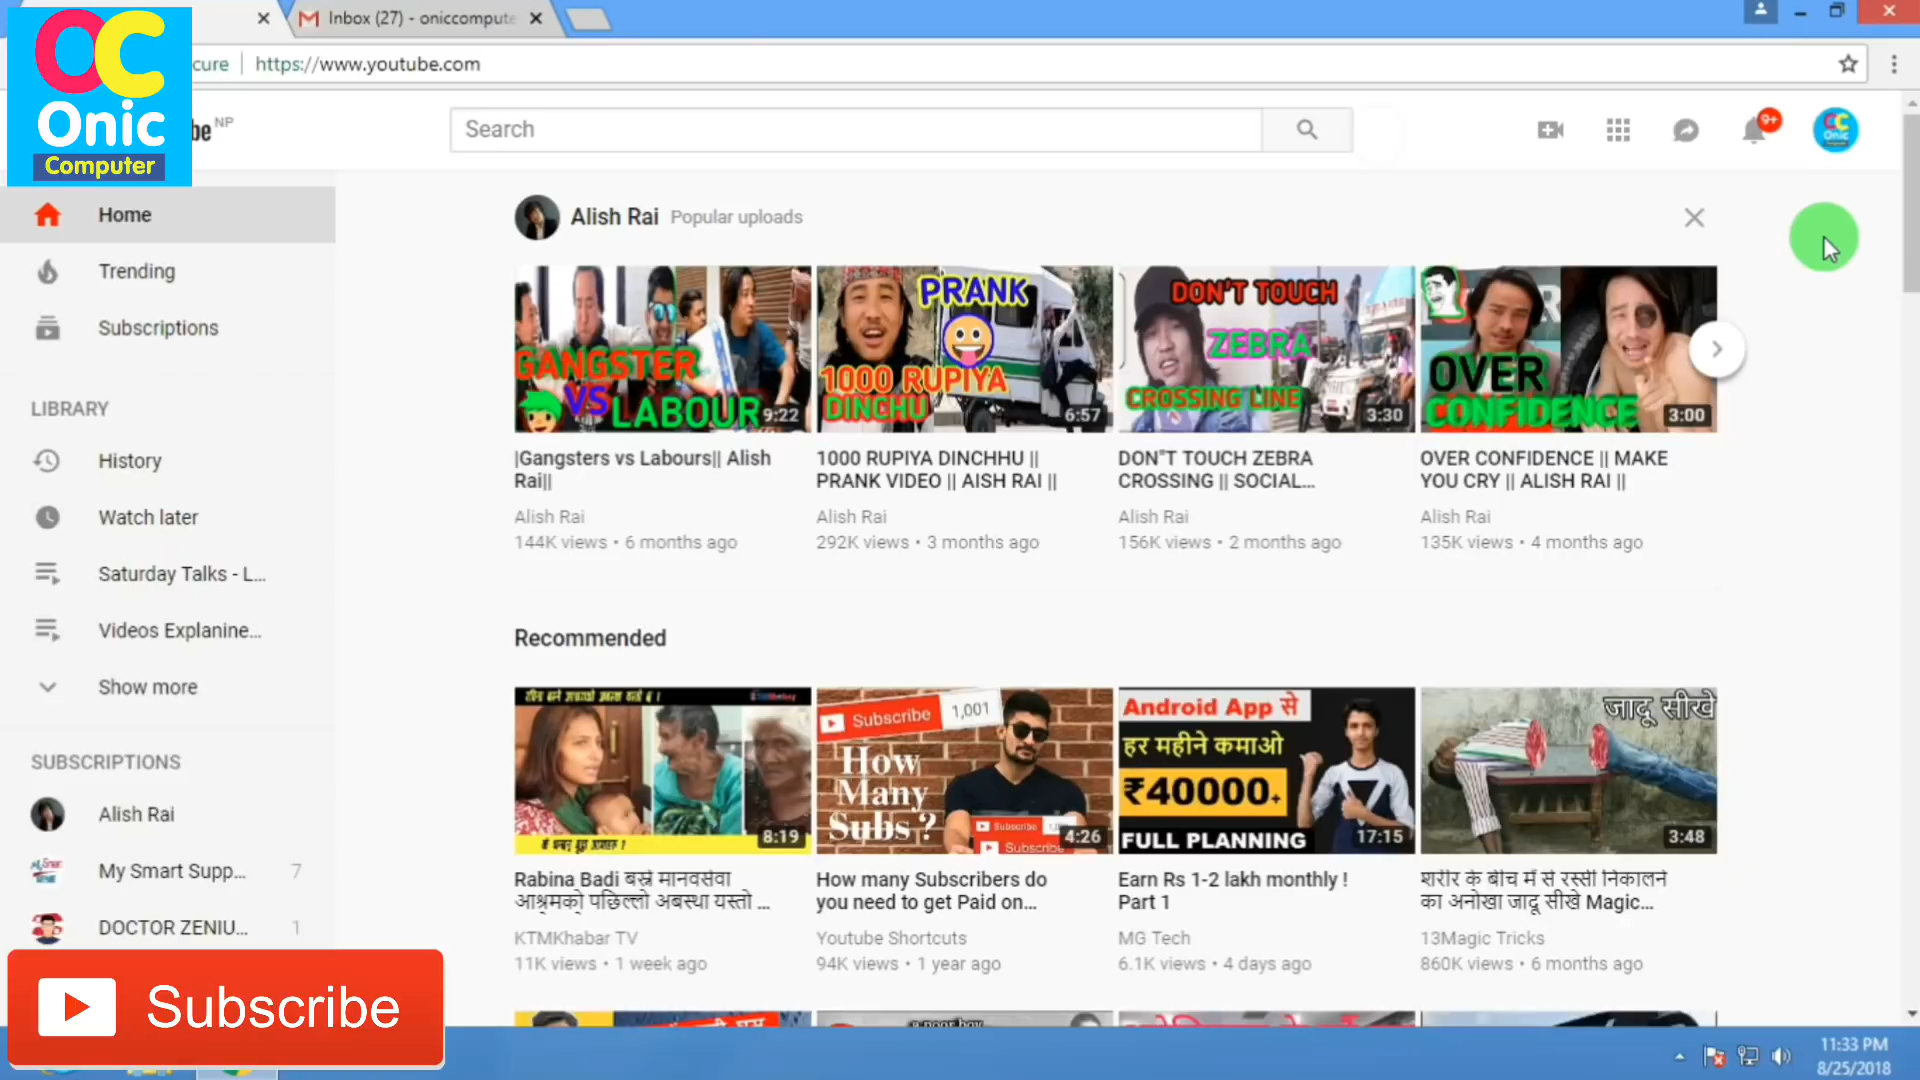 Inbox (27) - oniccompute
OC
Onic
Computer
cure
https://www.youtube.com
be NP
Search
9+
Home
Trending
Subscriptions
LIBRARY
History
Watch later
Saturday Talks - L...
Videos Explanine...
Show more
SUBSCRIPTIONS
Alish Rai
My Smart Supp... 7
DOCTOR ZENIU... 1
Subscribe
Alish Rai Popular uploads
GANGSTER
VS
LABOUR
9:22
PRANK
1000 RUPIYA
DINCHU
6:57
DON'T TOUCH
ZEBRA
CROSSING LINE
3:30
OVER
CONFIDENCE
3:00
|Gangsters vs Labours|| Alish
Rai||
Alish Rai
144K views • 6 months ago
1000 RUPIYA DINCHHU ||
PRANK VIDEO || AISH RAI ||
Alish Rai
292K views • 3 months ago
DON"T TOUCH ZEBRA
CROSSING || SOCIAL...
Alish Rai
156K views • 2 months ago
OVER CONFIDENCE || MAKE
YOU CRY || ALISH RAI ||
Alish Rai
135K views • 4 months ago
Recommended
8:19
Subscribe 1,001
How
Many
Subs ?
Subscribe
Subscribe
4:26
Android App से
हर महीने कमाओ
₹40000+
FULL PLANNING
17:15
जादू सीखे
3:48
Rabina Badi बस्ने मानवसेवा
आश्रमको पछिल्लो अबस्था यस्तो ...
KTMKhabar TV
11K views • 1 week ago
How many Subscribers do
you need to get Paid on...
Youtube Shortcuts
94K views • 1 year ago
Earn Rs 1-2 lakh monthly !
Part 1
MG Tech
6.1K views • 4 days ago
शरीर के बीच में से रस्सी निकालने
का अनोखा जादू सीखे Magic...
13Magic Tricks
860K views • 6 months ago
11:33 PM
8/25/2018